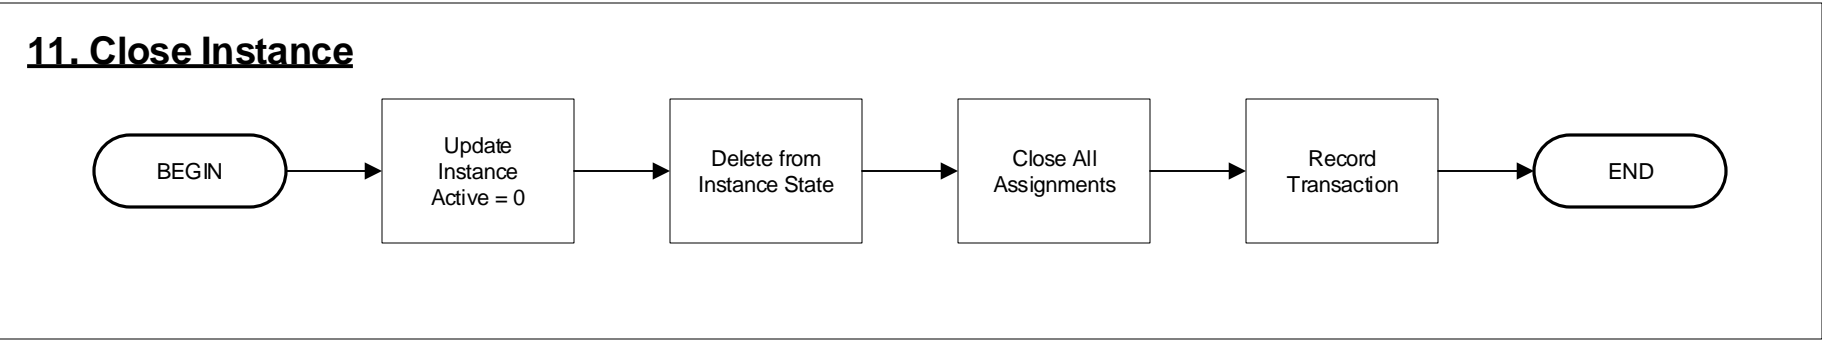 11. Close Instance
BEGIN
Update
Instance
Active = 0
Delete from
Instance State
Close All
Assignments
Record
Transaction
END